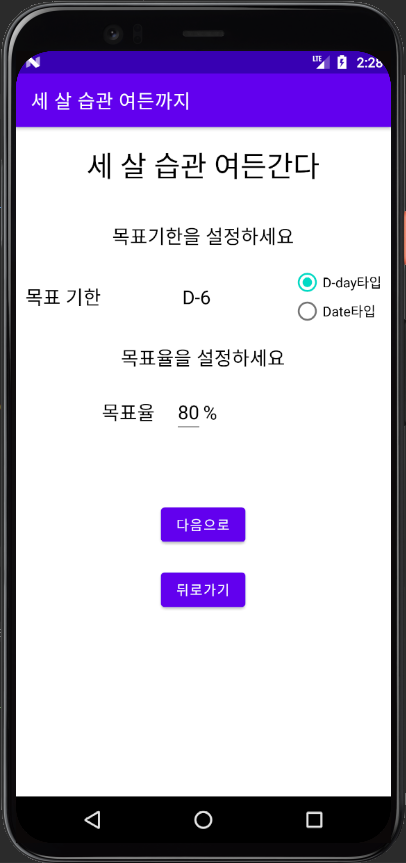 LTE 2:28
세 살 습관 여든까지
세 살 습관 여든간다
목표기한을 설정하세요
목표 기한 D-6 D-day타입
Date타입
목표율을 설정하세요
목표율 80 %
다음으로
뒤로가기